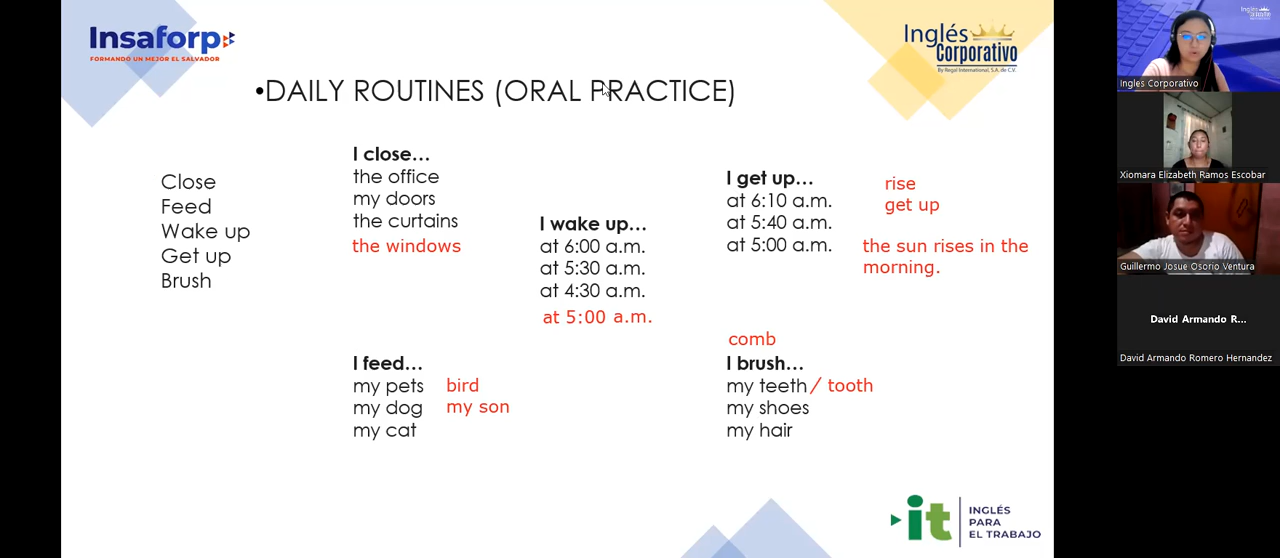 Insaforp
FORMANDO UN MEJOR EL SALVADOR
Inglés
Corporativo
By Regal International, S.A. de C.V.
•DAILY ROUTINES (ORAL PRACTICE)
Close
Feed
Wake up
Get up
Brush
I close...
the office
my doors
the curtains
the windows
I wake up...
at 6:00 a.m.
at 5:30 a.m.
at 4:30 a.m.
at 5:00 a.m.
I get up...
at 6:10 a.m.
at 5:40 a.m.
at 5:00 a.m.
rise
get up
the sun rises in the
morning.
I feed...
my pets
my dog
my cat
bird
my son
comb
I brush...
my teeth / tooth
my shoes
my hair
it
INGLÉS
PARA
EL TRABAJO
Ingles Corporativo
Xiomara Elizabeth Ramos Escobar
Guillermo Josue Osorio Ventura
David Armando R...
David Armando Romero Hernandez